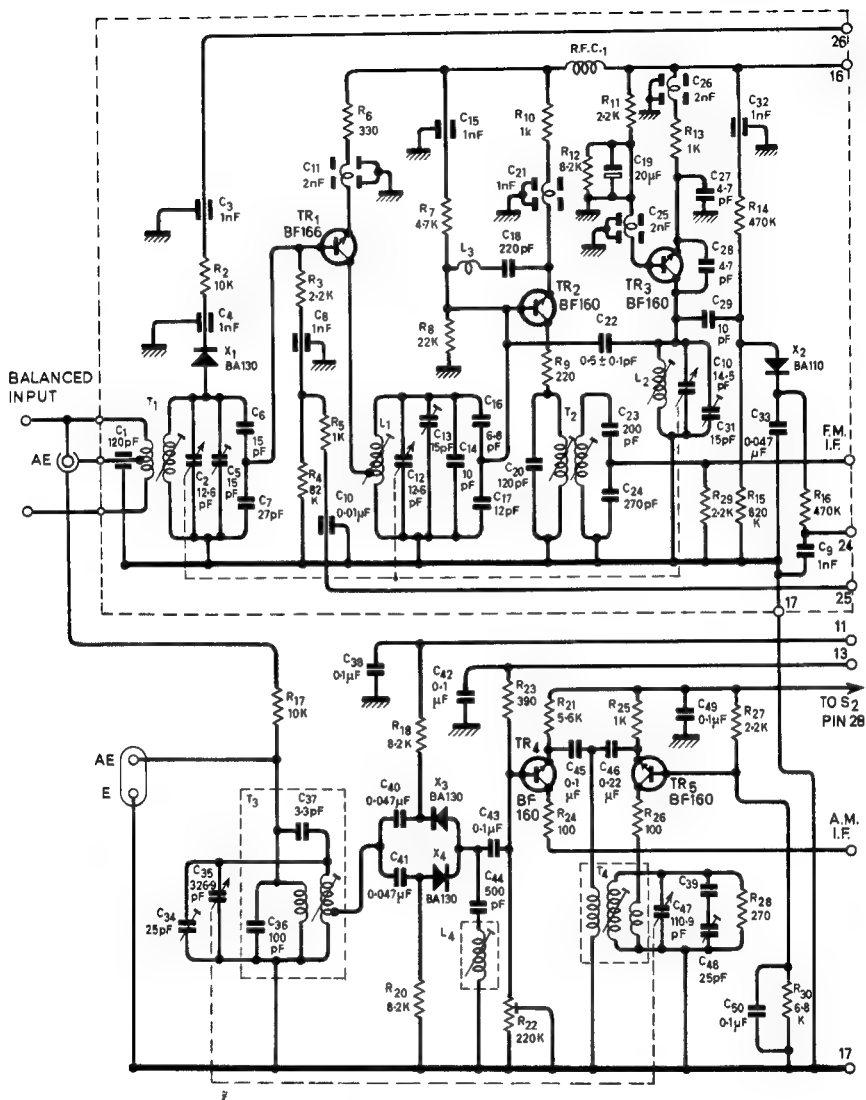 26
R.F.C.1
16
R6
330
C15
1nF
R10
1k
R11
2·2K
C26
2nF
C32
1nF
C11
2nF
R12
8·2K
C19
20µF
R13
1K
C3
1nF
C21
1nF
C27
4·7
pF
TR1
BF166
R7
4·7K
C18
220pF
C25
2nF
R14
470K
R2
10K
R3
2·2K
L3
TR2
BF160
TR3
BF160
C28
4·7
pF
C4
1nF
C8
1nF
R8
22K
C22
0·5±0·1pF
C29
10
pF
X1
BA130
R9
220
L2
C10
14·5
pF
X2
BA110
BALANCED
INPUT
T1
C6
15
pF
R5
1K
L1
C16
6·8
pF
T2
C23
200
pF
C31
15pF
C33
0·047
µF
F.M.
I.F.
C1
120pF
AE
C2
12·6
pF
C5
15
pF
C7
27pF
R4
82
K
C10
0·01µF
C12
12·6
pF
C13
15pF
C14
10
pF
C17
12pF
C20
120pF
C24
270pF
R29
2·2K
R15
820
K
R16
470K
24
C9
1nF
25
17
11
13
C38
0·1µF
C42
0·1
µF
R23
390
R21
5·6K
R25
1K
C49
0·1µF
R27
2·2K
TO S2
PIN 28
R17
10K
R18
8·2K
TR4
BF
160
C45
0·1
µF
C46
0·22
µF
TR5
BF160
AE
E
T3
C37
3·3pF
C40
0·047µF
X3
BA130
C43
0·1µF
R24
100
R26
100
A.M.
I.F.
C35
326·9
pF
C34
25pF
C36
100
pF
C41
0·047µF
X4
BA130
C44
500
pF
T4
C39
C47
110·9
pF
R28
270
L4
C48
25pF
R20
8·2K
R22
220K
C50
0·1µF
R30
6·8
K
17